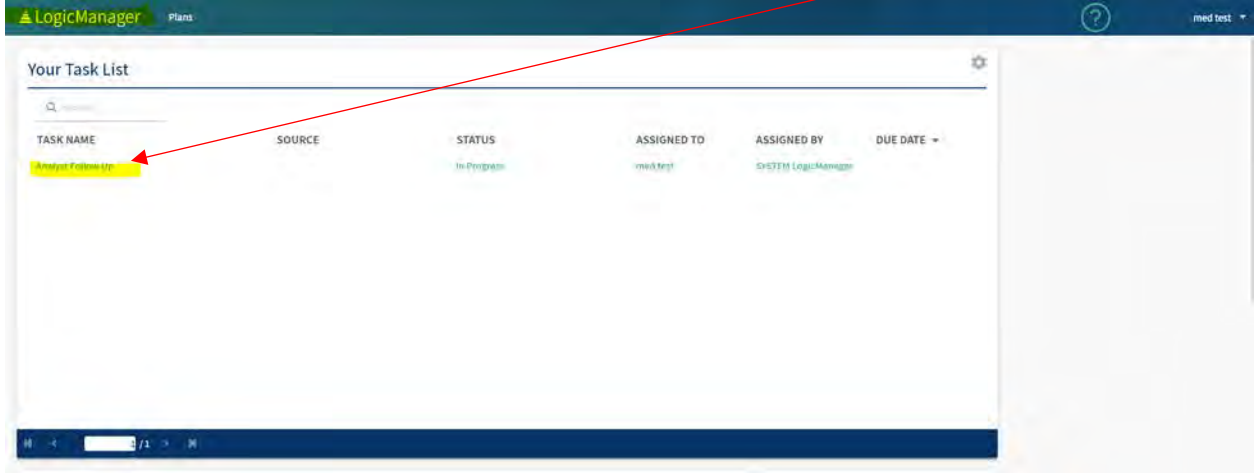 LogicManager Plans ? med test
Your Task List
TASK NAME SOURCE STATUS ASSIGNED TO ASSIGNED BY DUE DATE
Analyst Follow Up In Progress med test SYSTEM LogicManager
/1